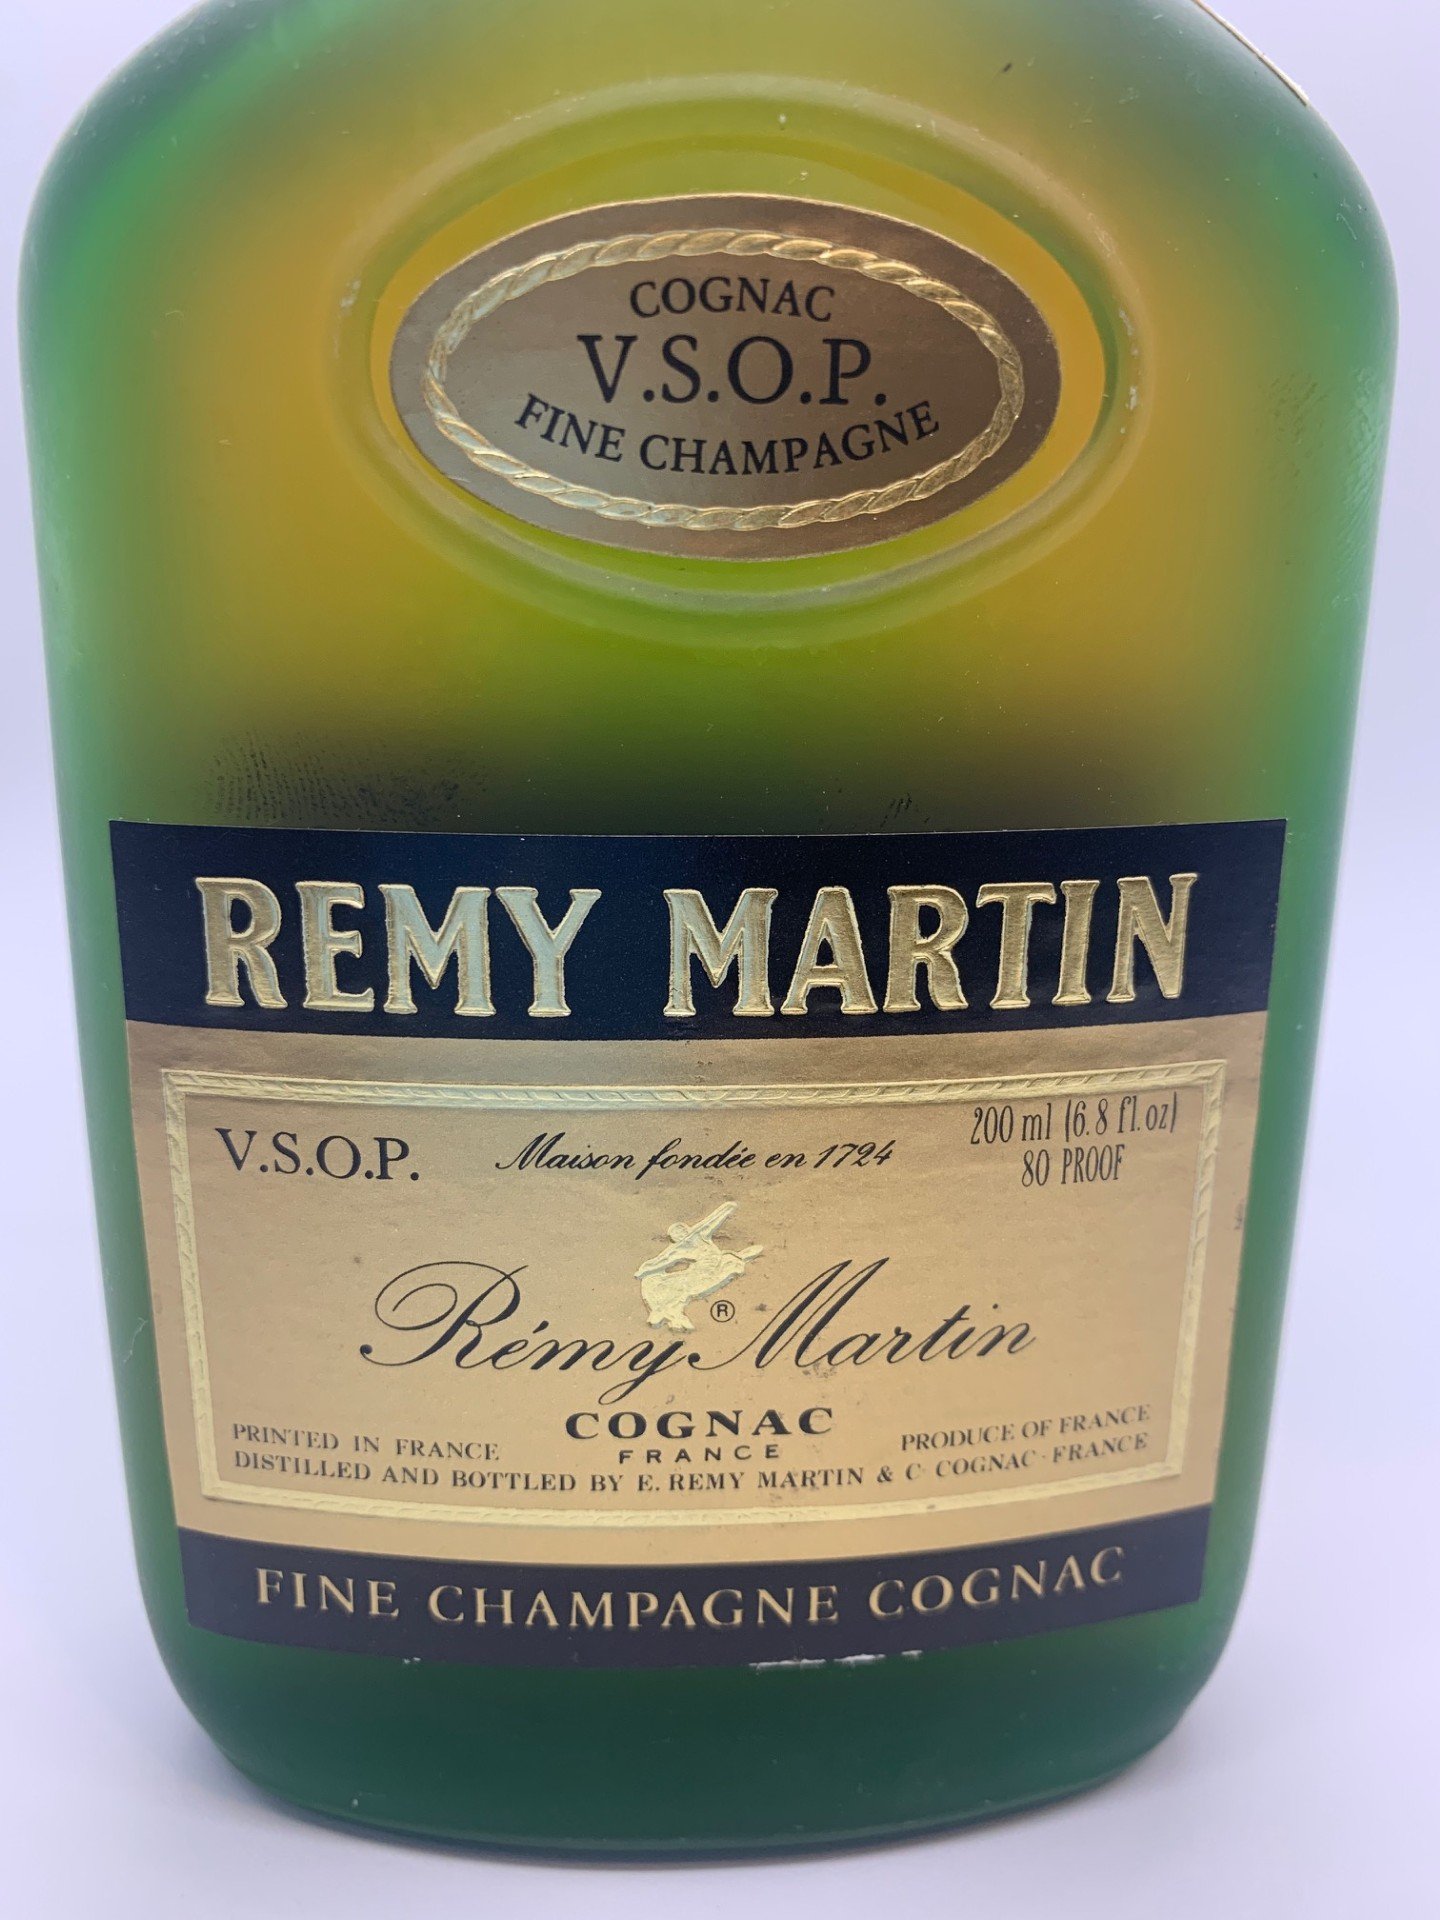 COGNAC
V.S.O.P.
FINE CHAMPAGNE
REMY MARTIN
V.S.O.P.
Maison fondée en 1724
200 ml (6.8 fl. oz)
80 PROOF
®
Rémy Martin
COGNAC
FRANCE
PRINTED IN FRANCE
PRODUCE OF FRANCE
DISTILLED AND BOTTLED BY E. REMY MARTIN & C· COGNAC · FRANCE
FINE CHAMPAGNE COGNAC